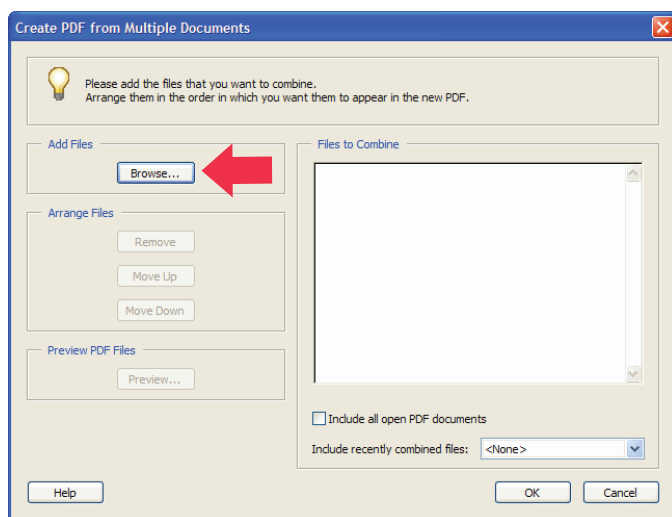 Create PDF from Multiple Documents
Please add the files that you want to combine.
Arrange them in the order in which you want them to appear in the new PDF.
Add Files
Browse...
Arrange Files
Remove
Move Up
Move Down
Preview PDF Files
Preview...
Files to Combine
Include all open PDF documents
Include recently combined files: <None>
Help
OK
Cancel